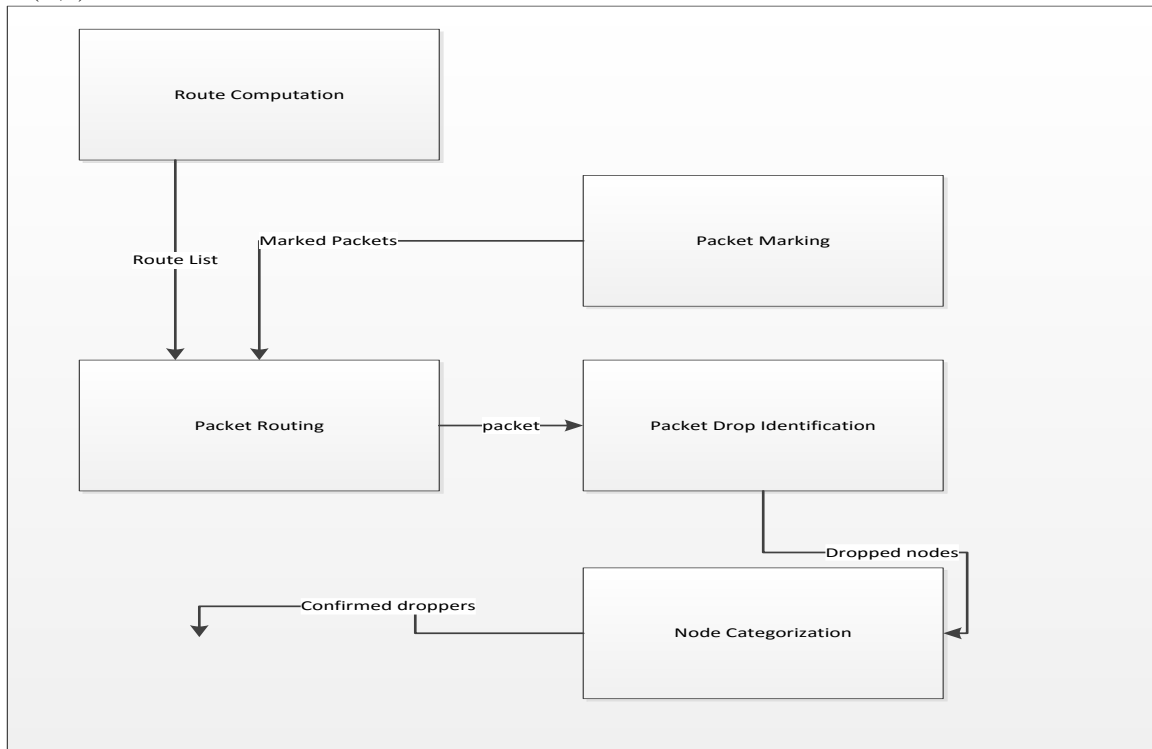 Route Computation
Packet Marking
Marked Packets
Route List
Packet Routing
packet
Packet Drop Identification
Dropped nodes
Confirmed droppers
Node Categorization